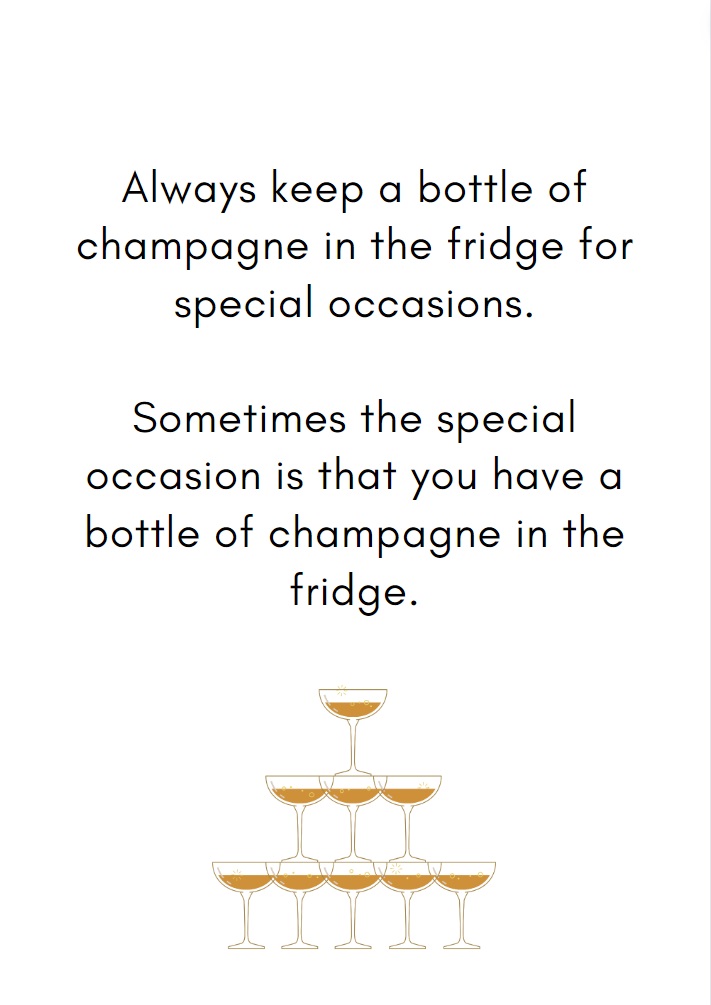 Always keep a bottle of
champagne in the fridge for
special occasions.
Sometimes the special
occasion is that you have a
bottle of champagne in the
fridge.